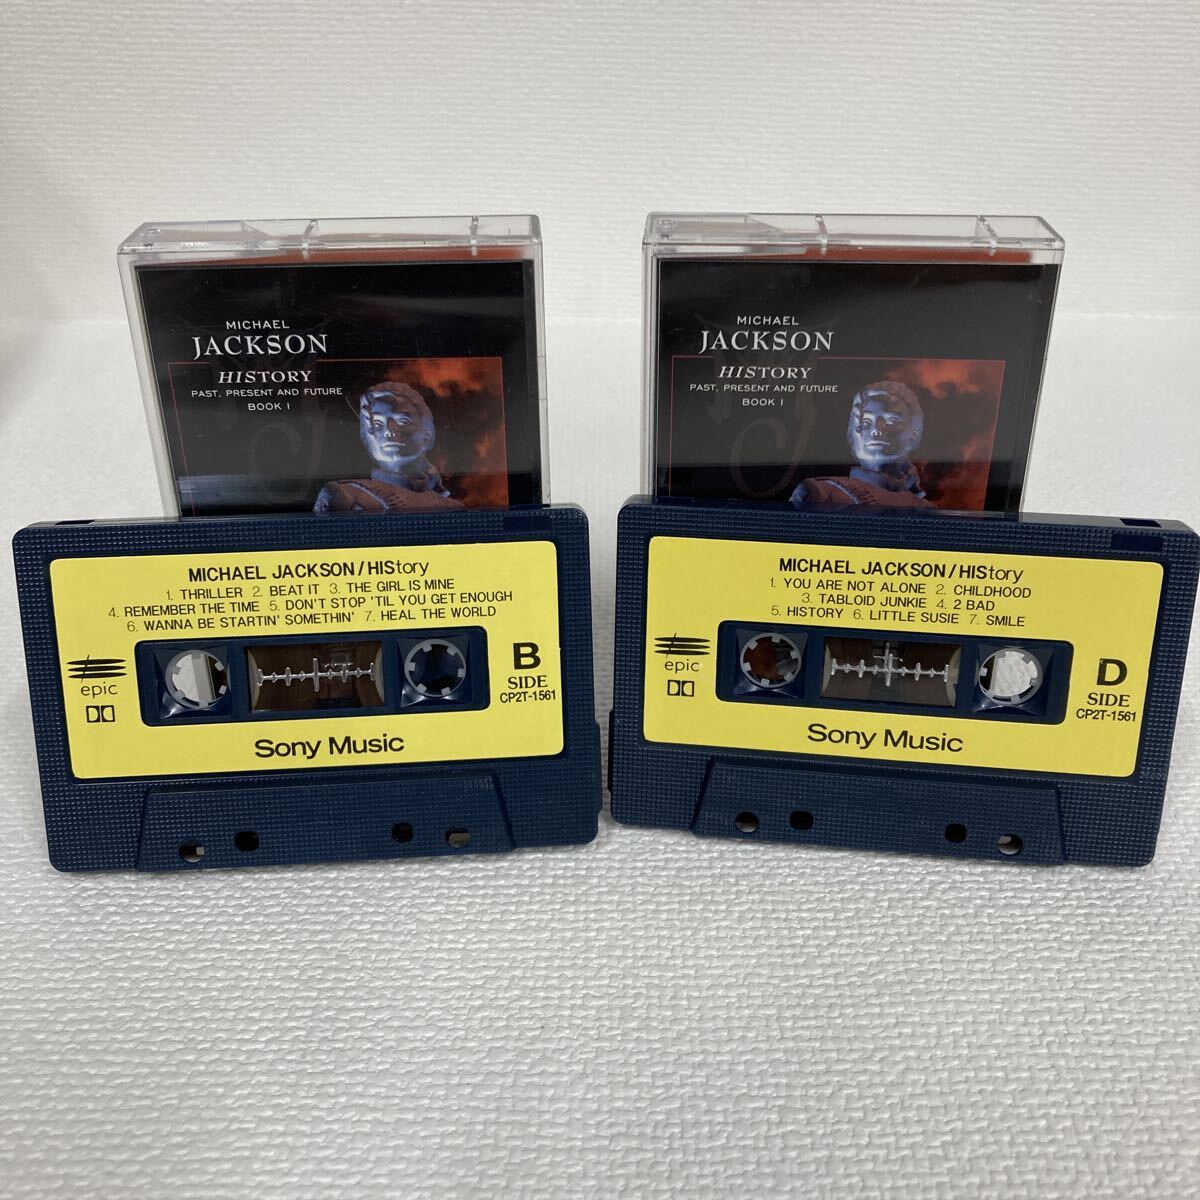 MICHAEL
JACKSON
HISTORY
PAST, PRESENT AND FUTURE
BOOK I
MICHAEL
JACKSON
HISTORY
PAST, PRESENT AND FUTURE
BOOK I
MICHAEL JACKSON/HIStory
1. THRILLER 2. BEAT IT 3. THE GIRL IS MINE
4. REMEMBER THE TIME 5. DON'T STOP 'TIL YOU GET ENOUGH
6. WANNA BE STARTIN' SOMETHIN' 7. HEAL THE WORLD
epic
B
SIDE
CP2T-1561
Sony Music
MICHAEL JACKSON/HIStory
1. YOU ARE NOT ALONE 2. CHILDHOOD
3. TABLOID JUNKIE 4. 2 BAD
5. HISTORY 6. LITTLE SUSIE 7. SMILE
epic
D
SIDE
CP2T-1561
Sony Music